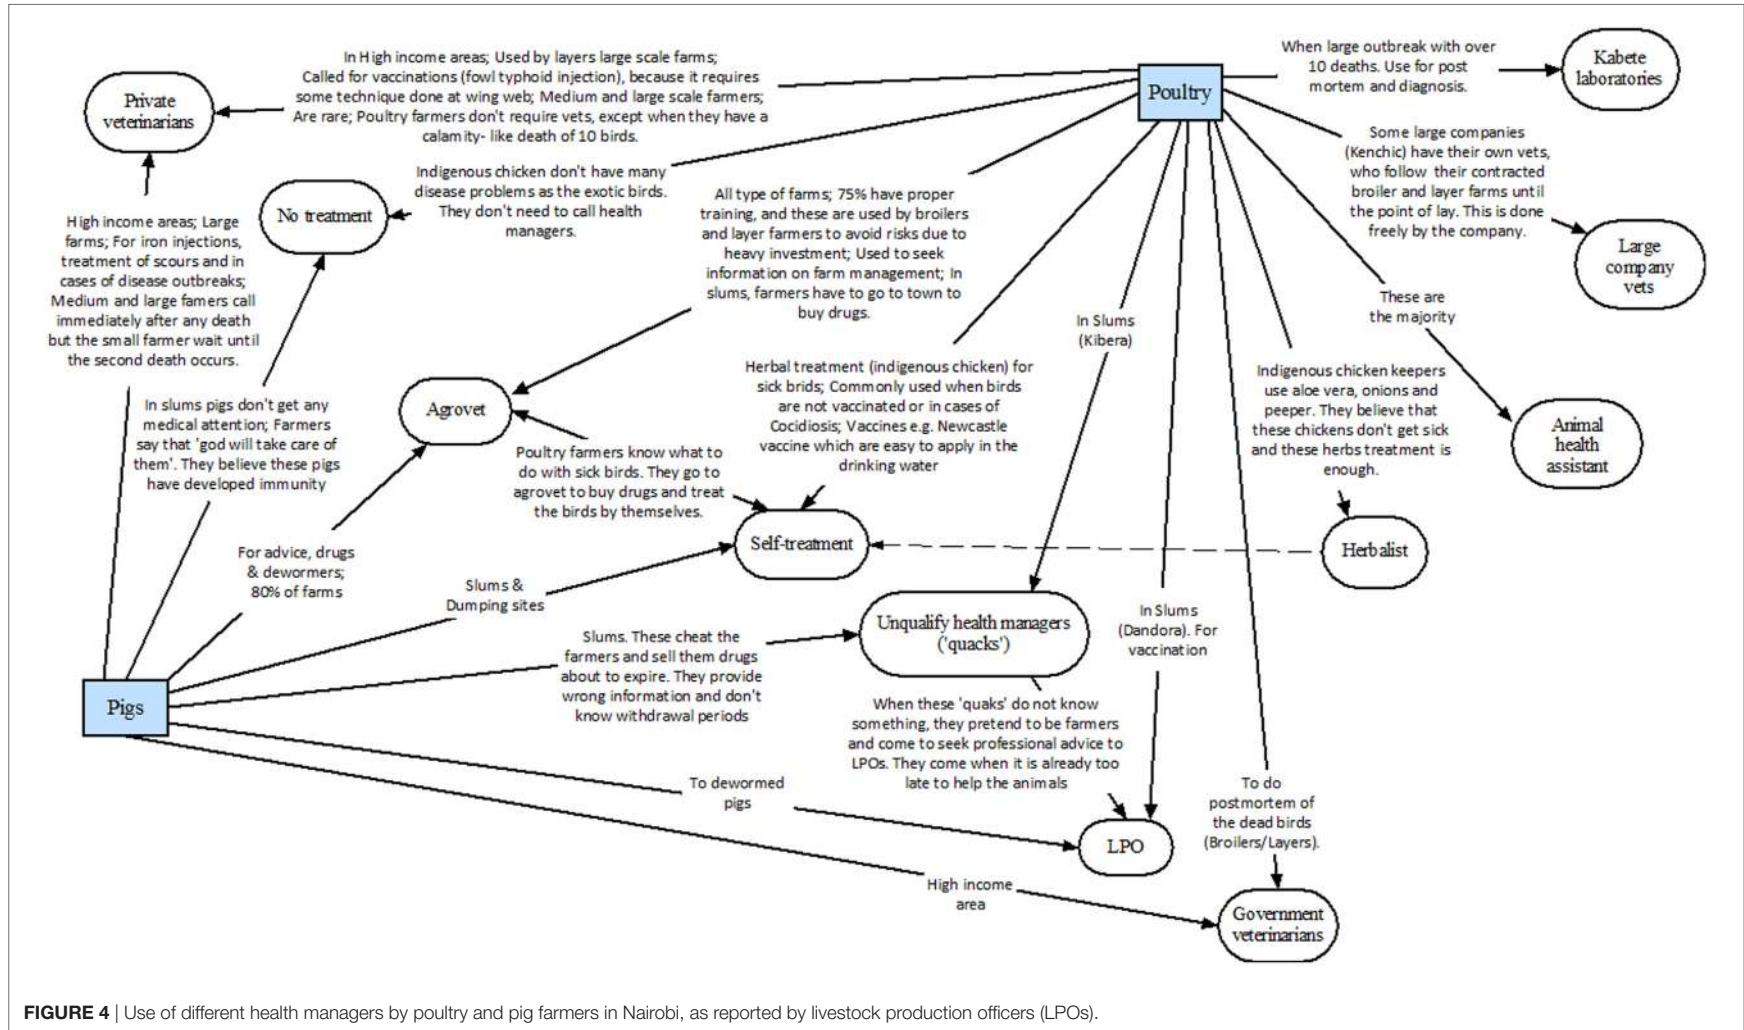 In High income areas; Used by layers large scale farms;
Called for vaccinations (fowl typhoid injection), because it requires
some technique done at wing web; Medium and large scale farmers;
Are rare; Poultry farmers don't require vets, except when they have a
calamity- like death of 10 birds.
Poultry
When large outbreak with over
10 deaths. Use for post
mortem and diagnosis.
Kabete
laboratories
Private
veterinarians
Some large companies
(Kenchic) have their own vets,
who follow their contracted
broiler and layer farms until
the point of lay. This is done
freely by the company.
Large
company
vets
Indigenous chicken don't have many
disease problems as the exotic birds.
They don't need to call health
managers.
No treatment
All type of farms; 75% have proper
training, and these are used by broilers
and layer farmers to avoid risks due to
heavy investment; Used to seek
information on farm management; In
slums, farmers have to go to town to
buy drugs.
High income areas; Large
farms; For iron injections,
treatment of scours and in
cases of disease outbreaks;
Medium and large famers call
immediately after any death
but the small farmer wait until
the second death occurs.
In Slums
(Kibera)
These are
the majority
Herbal treatment (indigenous chicken) for
sick brids; Commonly used when birds
are not vaccinated or in cases of
Cocidiosis; Vaccines e.g. Newcastle
vaccine which are easy to apply in the
drinking water
Indigenous chicken keepers
use aloe vera, onions and
peeper. They believe that
these chickens don't get sick
and these herbs treatment is
enough.
Animal
health
assistant
Agrovet
In slums pigs don't get any
medical attention; Farmers
say that 'god will take care of
them'. They believe these pigs
have developed immunity
Poultry farmers know what to
do with sick birds. They go to
agrovet to buy drugs and treat
the birds by themselves.
Self-treatment
Herbalist
For advice, drugs
& dewormers;
80% of farms
Slums &
Dumping sites
Unqualify health managers
('quacks')
In Slums
(Dandora). For
vaccination
Slums. These cheat the
farmers and sell them drugs
about to expire. They provide
wrong information and don't
know withdrawal periods
Pigs
When these 'quaks' do not know
something, they pretend to be farmers
and come to seek professional advice to
LPOs. They come when it is already too
late to help the animals
To dewormed
pigs
To do
postmortem of
the dead birds
(Broilers/Layers).
LPO
High income
area
Government
veterinarians
FIGURE 4 | Use of different health managers by poultry and pig farmers in Nairobi, as reported by livestock production officers (LPOs).